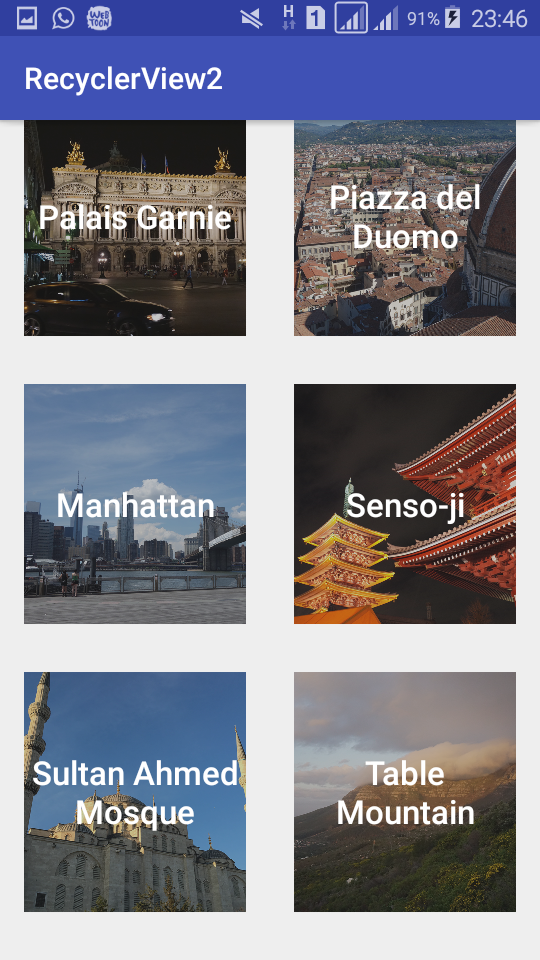 WEB
TOON
H
1
91%
23:46
RecyclerView2
Palais Garnie
Piazza del
Duomo
Manhattan
Senso-ji
Sultan Ahmed
Mosque
Table
Mountain